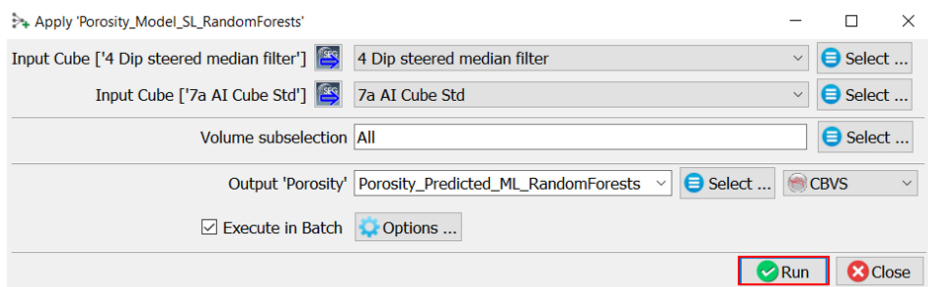 Apply 'Porosity_Model_SL_RandomForests'
Input Cube ['4 Dip steered median filter'] SEG 4 Dip steered median filter Select ...
Input Cube ['7a AI Cube Std'] SEG 7a AI Cube Std Select ...
Volume subselection All Select ...
Output 'Porosity' Porosity_Predicted_ML_RandomForests Select ... CBVS
Execute in Batch Options ...
Run Close